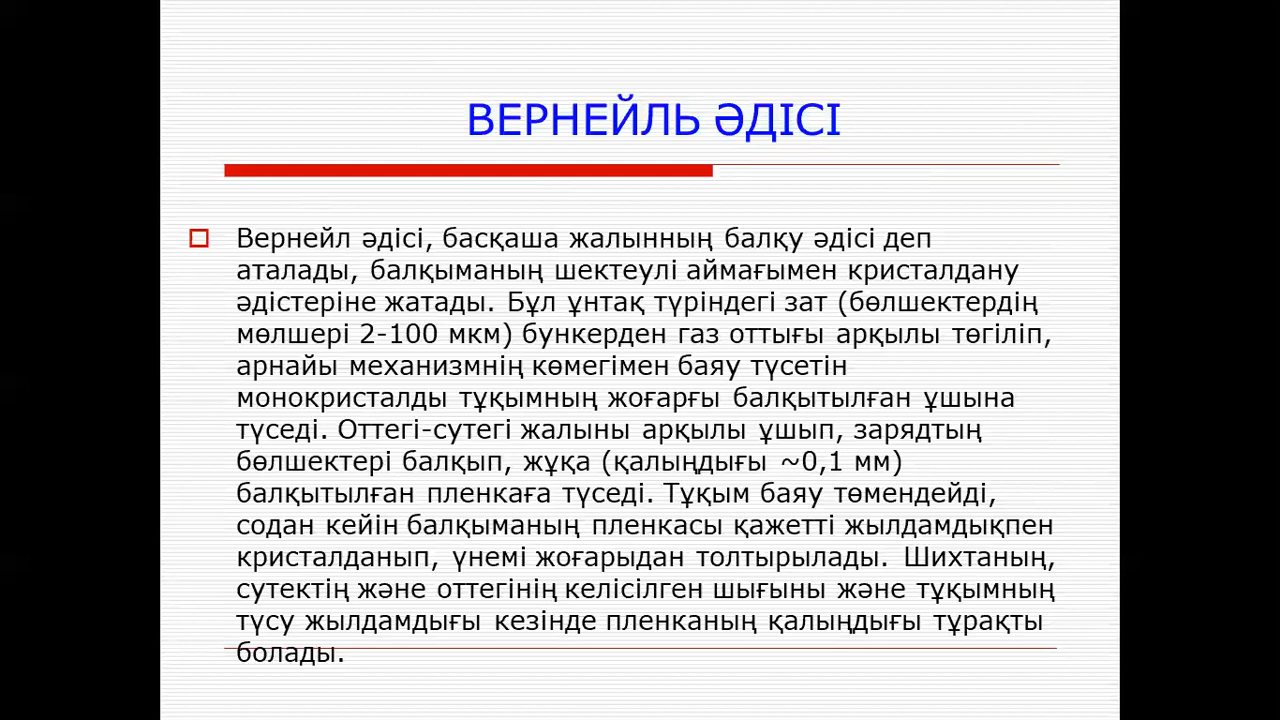 ВЕРНЕЙЛЬ ӘДІСІ
Вернейл әдісі, басқаша жалынның балқу әдісі деп
аталады, балқыманың шектеулі аймағымен кристалдану
әдістеріне жатады. Бұл ұнтақ түріндегі зат (бөлшектердің
мөлшері 2-100 мкм) бункерден газ оттығы арқылы төгіліп,
арнайы механизмнің көмегімен баяу түсетін
монокристалды тұқымның жоғарғы балқытылған ұшына
түседі. Оттегі-сутегі жалыны арқылы ұшып, зарядтың
бөлшектері балқып, жұқа (қалыңдығы ~0,1 мм)
балқытылған пленкаға түседі. Тұқым баяу төмендейді,
содан кейін балқыманың пленкасы қажетті жылдамдықпен
кристалданып, үнемі жоғарыдан толтырылады. Шихтаның,
сутектің және оттегінің келісілген шығыны және тұқымның
түсу жылдамдығы кезінде пленканың қалыңдығы тұрақты
болады.